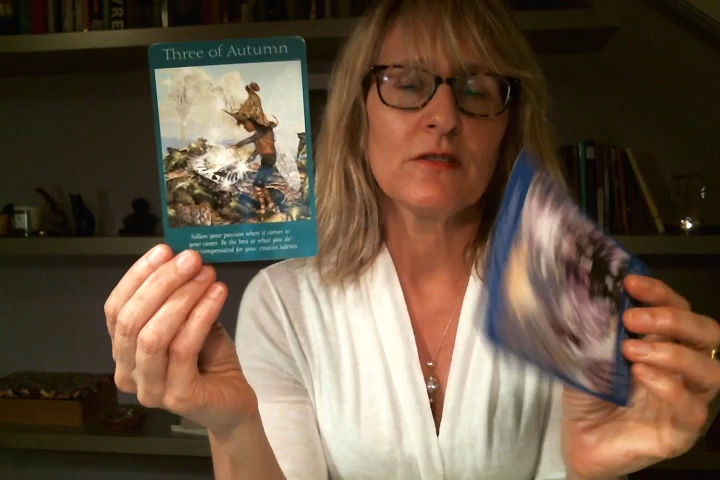 Three of Autumn
Follow your passion when it comes to
your career. Be the best at what you do!
compensated for your creative talents.